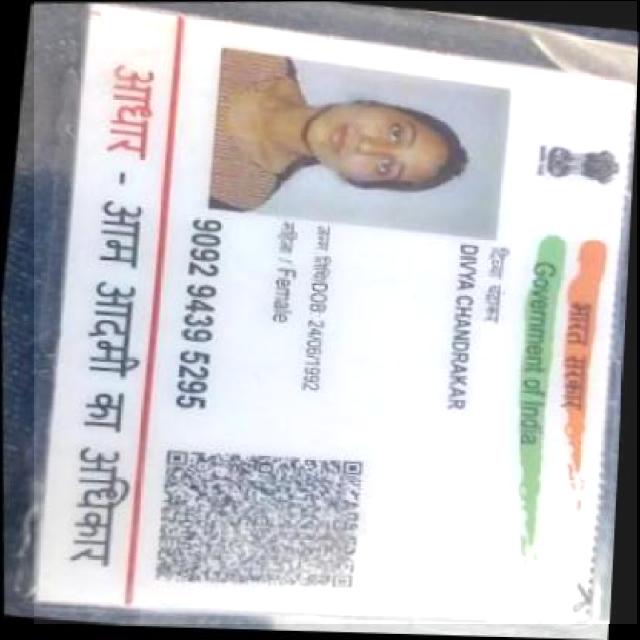 भारत सरकार
Government of India
DIVYA CHANDRAKAR
जन्म तिथि/DOB: 24/06/1992
महिला / Female
9092 9439 5295
आधार - आम आदमी का अधिकार